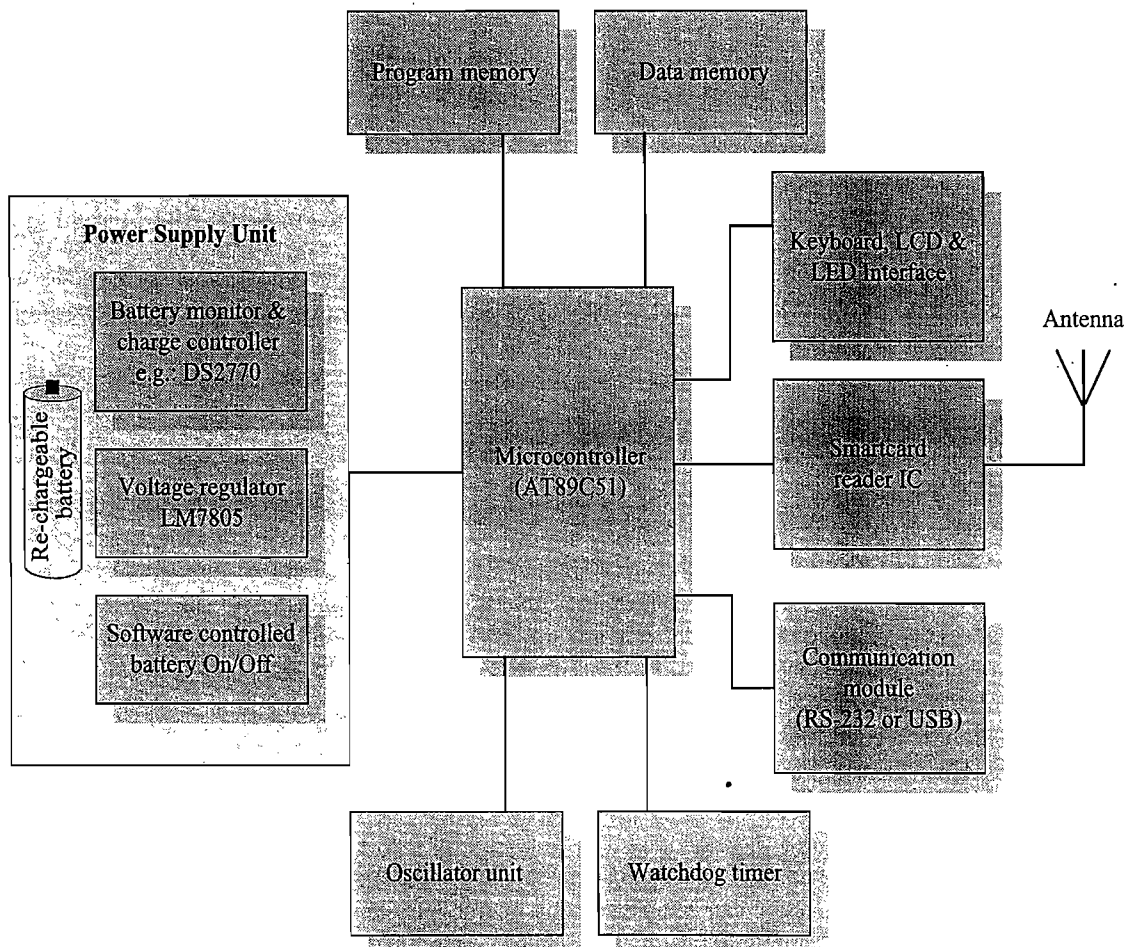 Program memory
Data memory
Power Supply Unit
Battery monitor &
charge controller
e.g.: DS2770
Re-chargeable
battery
Voltage regulator
LM7805
Software controlled
battery On/Off
Microcontroller
(AT89C51)
Keyboard, LCD &
LED Interface
Antenna
Smartcard
reader IC
Communication
module
(RS-232 or USB)
Oscillator unit
Watchdog timer